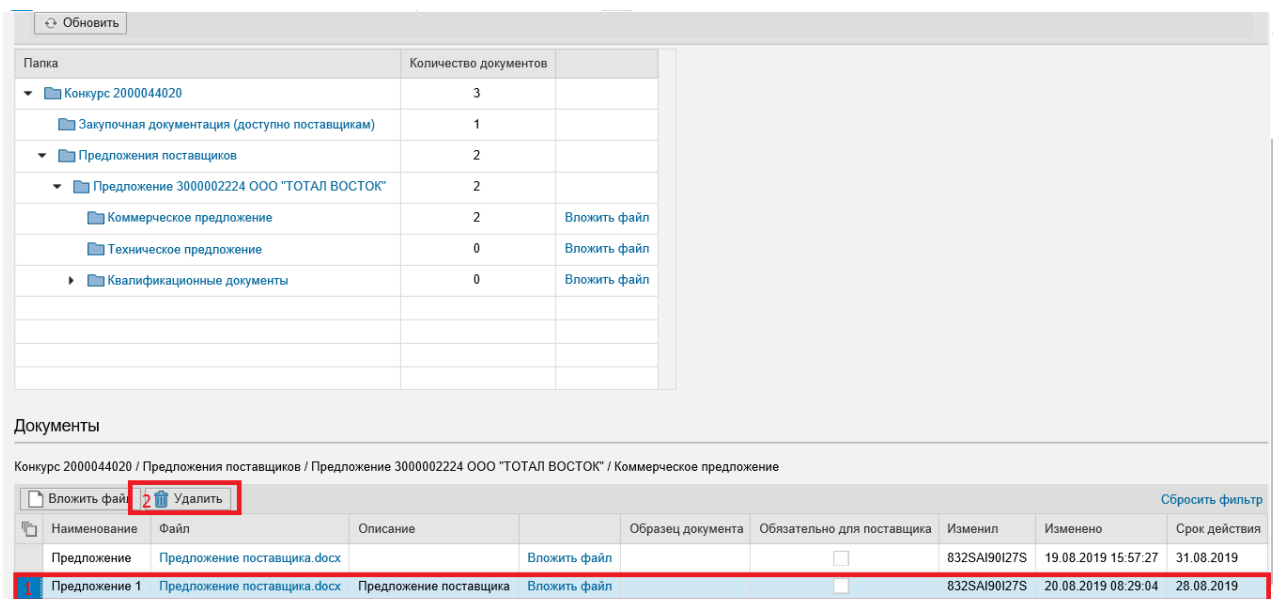 Обновить
Папка Количество документов
Конкурс 2000044020 3
Закупочная документация (доступно поставщикам) 1
Предложения поставщиков 2
Предложение 3000002224 ООО "ТОТАЛ ВОСТОК" 2
Коммерческое предложение 2 Вложить файл
Техническое предложение 0 Вложить файл
Квалификационные документы 0 Вложить файл
Документы
Конкурс 2000044020 / Предложения поставщиков / Предложение 3000002224 ООО "ТОТАЛ ВОСТОК" / Коммерческое предложение
Вложить файл 2 Удалить Сбросить фильтр
Наименование Файл Описание Образец документа Обязательно для поставщика Изменил Изменено Срок действия
Предложение Предложение поставщика.docx Вложить файл 832SAI90I27S 19.08.2019 15:57:27 31.08.2019
1 Предложение 1 Предложение поставщика.docx Предложение поставщика Вложить файл 832SAI90I27S 20.08.2019 08:29:04 28.08.2019